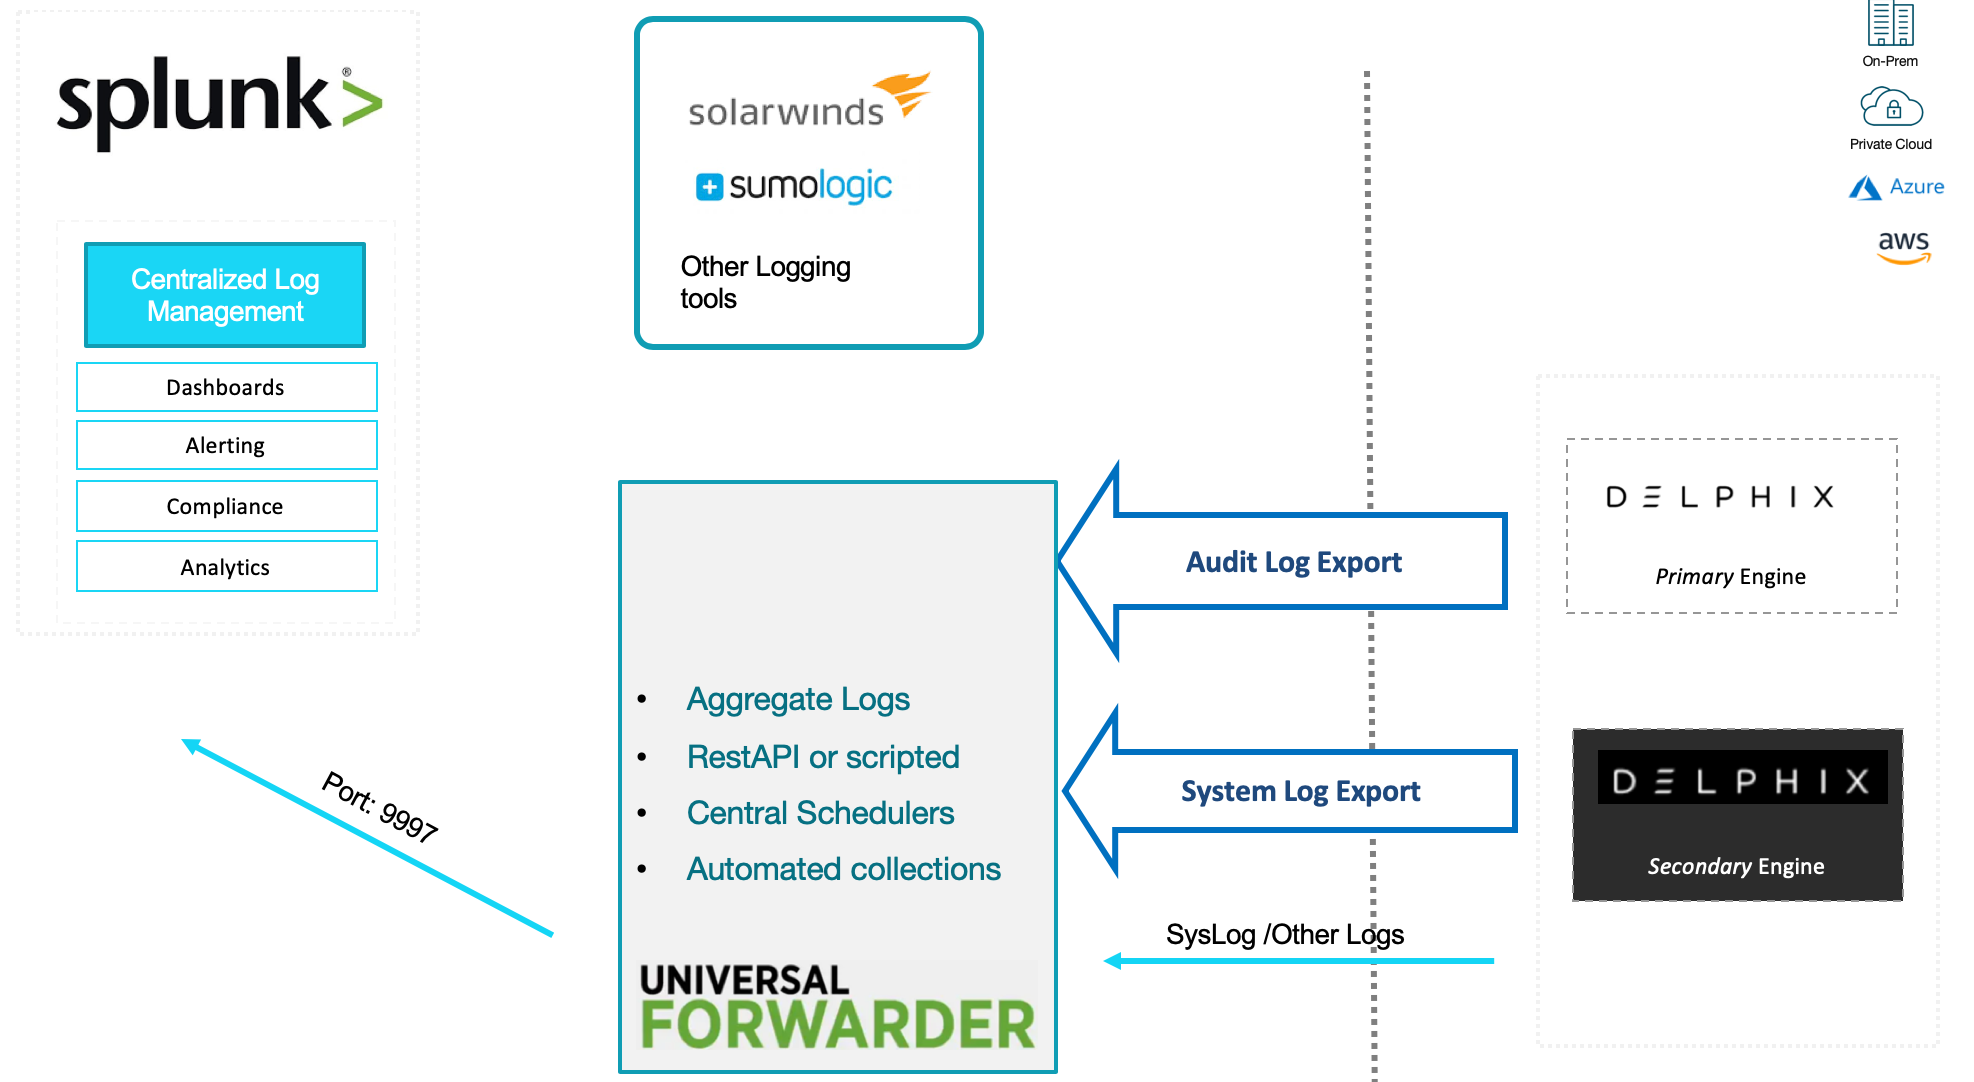 splunk>®
Centralized Log
Management
Dashboards
Alerting
Compliance
Analytics
solarwinds
sumologic
Other Logging
tools
On-Prem
Private Cloud
Azure
aws
Audit Log Export
System Log Export
SysLog /Other Logs
DELPHIX
Primary Engine
DELPHIX
Secondary Engine
• Aggregate Logs
• RestAPI or scripted
• Central Schedulers
• Automated collections
UNIVERSAL
FORWARDER
Port: 9997